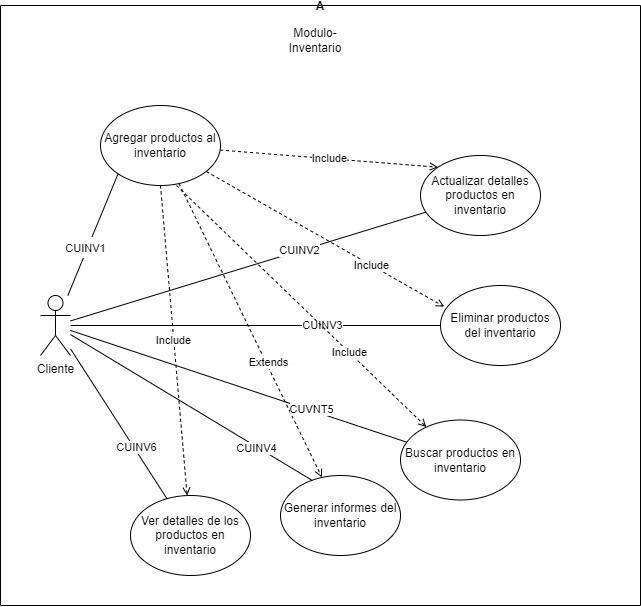 A
Modulo-
Inventario
Agregar productos al
inventario
Include
Actualizar detalles
productos en
inventario
CUINV1
CUINV2
Include
Eliminar productos
del inventario
CUINV3
Include
Include
Extends
Cliente
CUVNT5
CUINV6
CUINV4
Buscar productos en
inventario
Generar informes del
inventario
Ver detalles de los
productos en
inventario